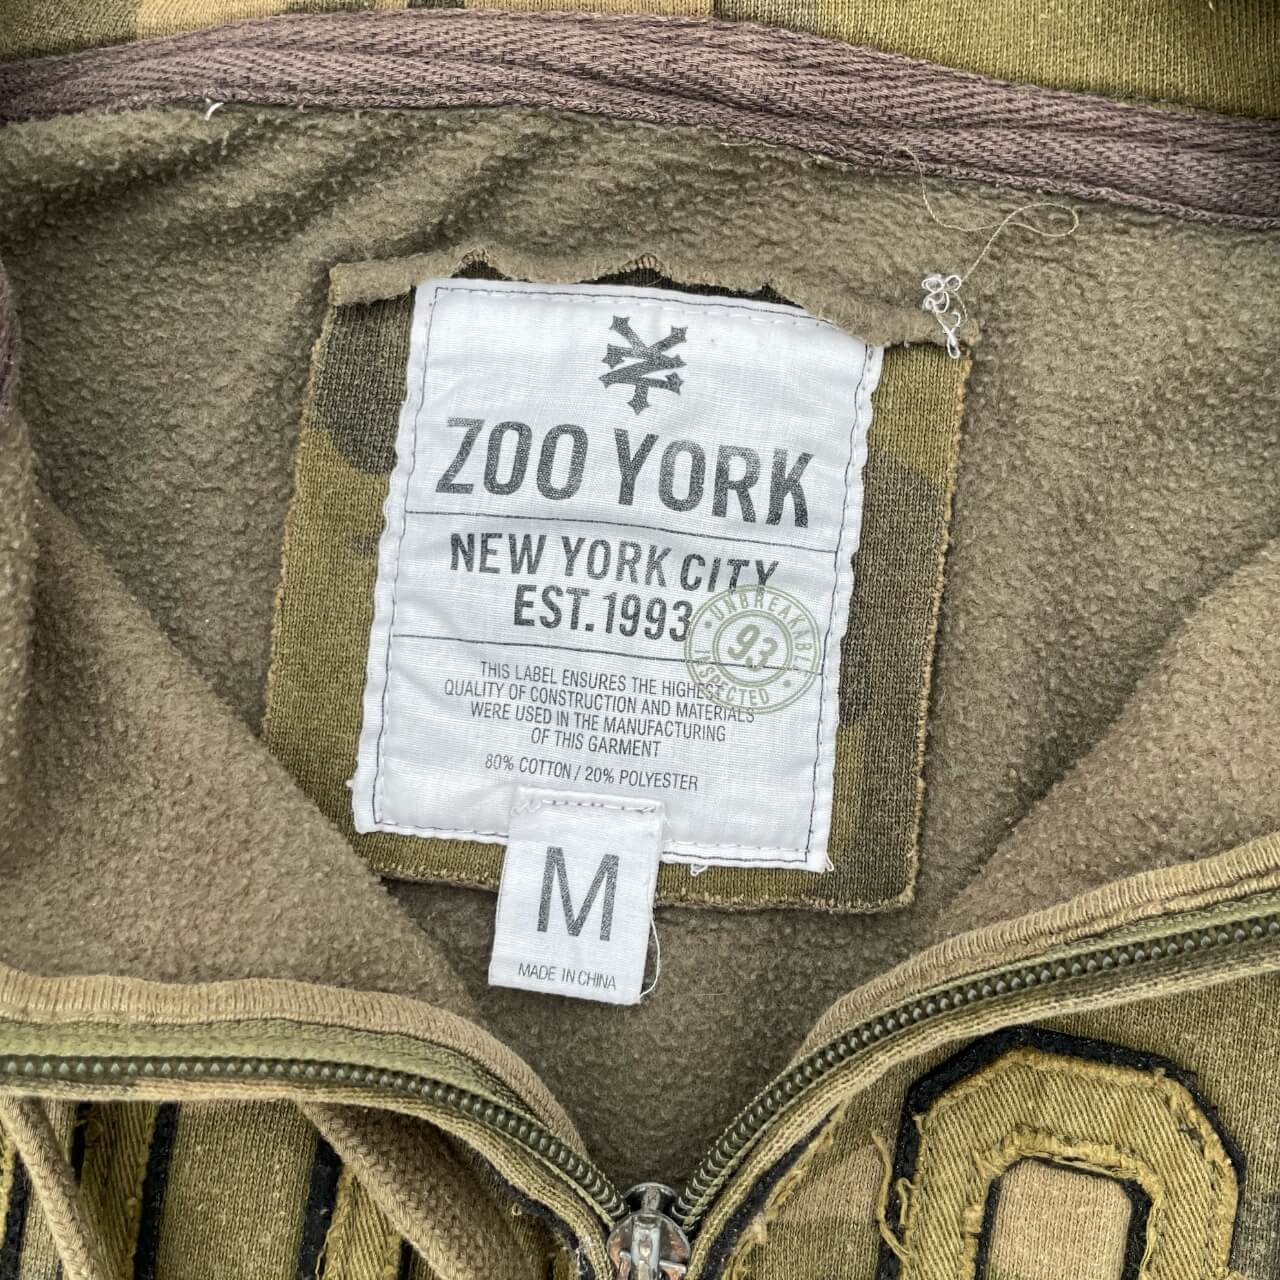 ZOO YORK
NEW YORK CITY
EST.1993
UNBREAKABLE
93
INSPECTED
THIS LABEL ENSURES THE HIGHEST
QUALITY OF CONSTRUCTION AND MATERIALS
WERE USED IN THE MANUFACTURING
OF THIS GARMENT
80% COTTON / 20% POLYESTER
M
MADE IN CHINA